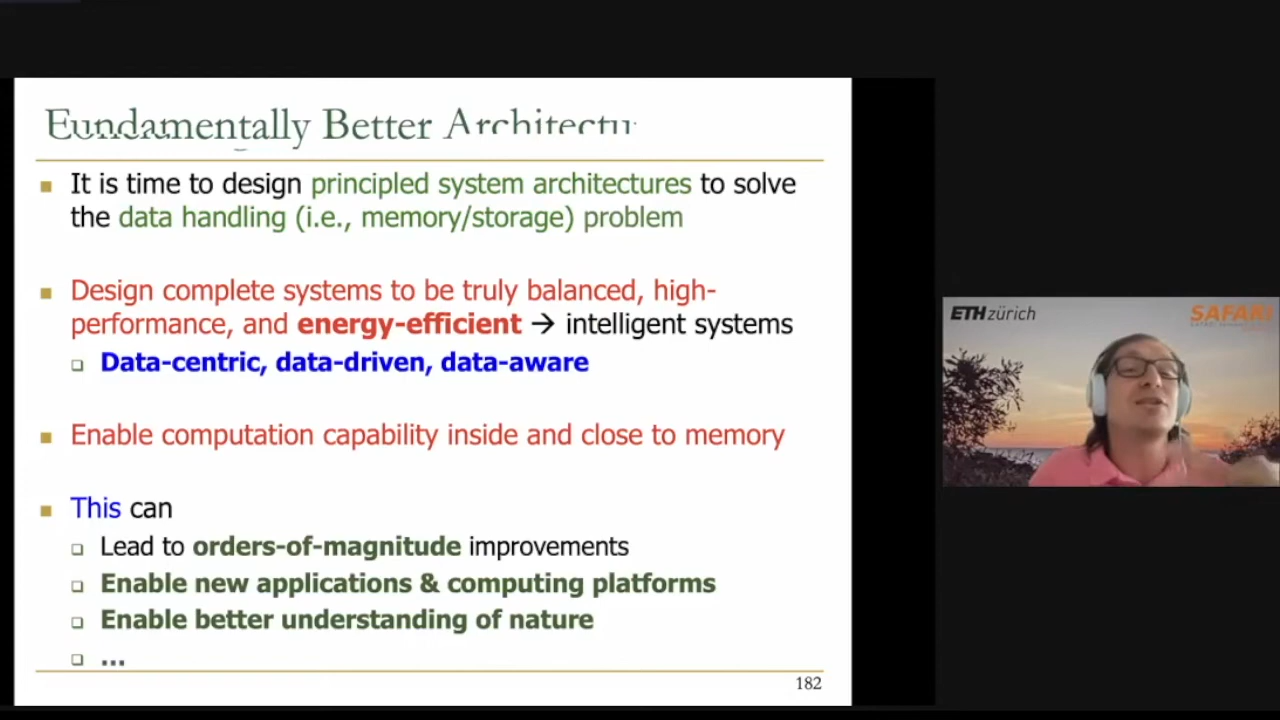 Fundamentally Better Architectu
It is time to design principled system architectures to solve
the data handling (i.e., memory/storage) problem
Design complete systems to be truly balanced, high-
performance, and energy-efficient → intelligent systems
Data-centric, data-driven, data-aware
Enable computation capability inside and close to memory
This can
Lead to orders-of-magnitude improvements
Enable new applications & computing platforms
Enable better understanding of nature
...
182
ETH zürich
SAFARI